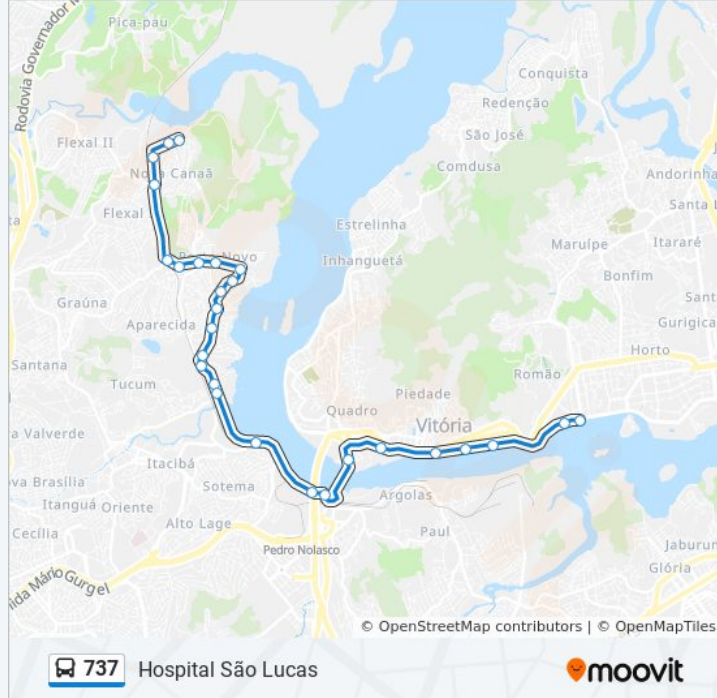 Pica-pau
Rodovia Governador
Conquista
Redenção
Flexal II
São José
Comdusa
Nova Canaã
Andorinha
Santa L
Flexal
Estrelinha
Maruípe
Itararé
Inhanguetá
Bonfim
Graúna
Sant
Aparecida
Gurigica
Horto
Santana
Romão
Tucum
Piedade
Quadro
Vitória
ra Valverde
Itacibá
Sotema
ova Brasília
Itanguá
Oriente
Argolas
Alto Lage
Paul
Cecília
Pedro Nolasco
Jaburun
Glória
nida Mário Gurgel
© OpenStreetMap contributors | © OpenMapTiles
737 Hospital São Lucas
moovit